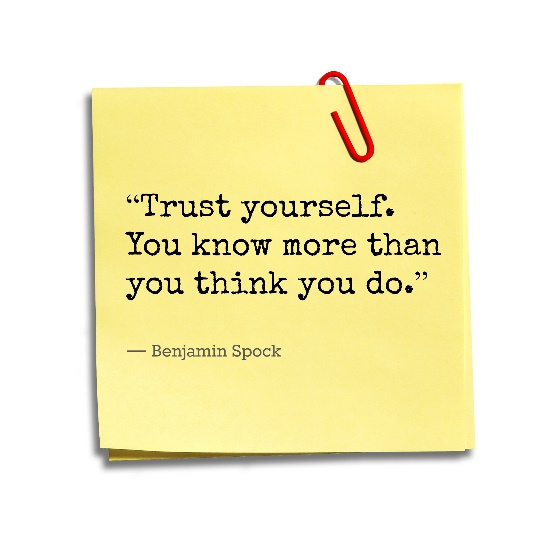 “Trust yourself.
You know more than
you think you do.”
— Benjamin Spock